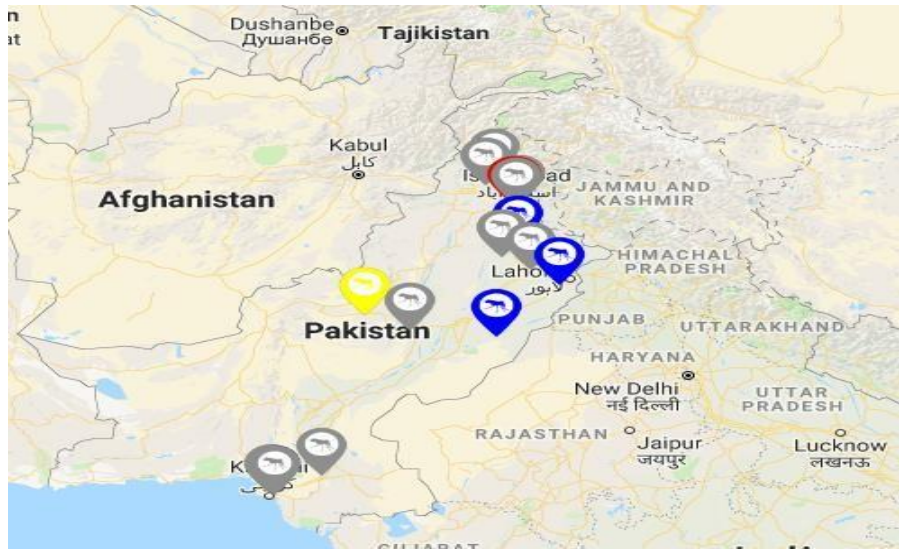 n
at
Dushanbe
Душанбе
Tajikistan
Kabul
کابل
Afghanistan
JAMMU AND
KASHMIR
HIMACHAL
PRADESH
لاہور
Pakistan
PUNJAB
UTTARAKHAND
HARYANA
New Delhi
नई दिल्ली
UTTAR
PRADESH
RAJASTHAN
Jaipur
जयपुर
Lucknow
लखनऊ